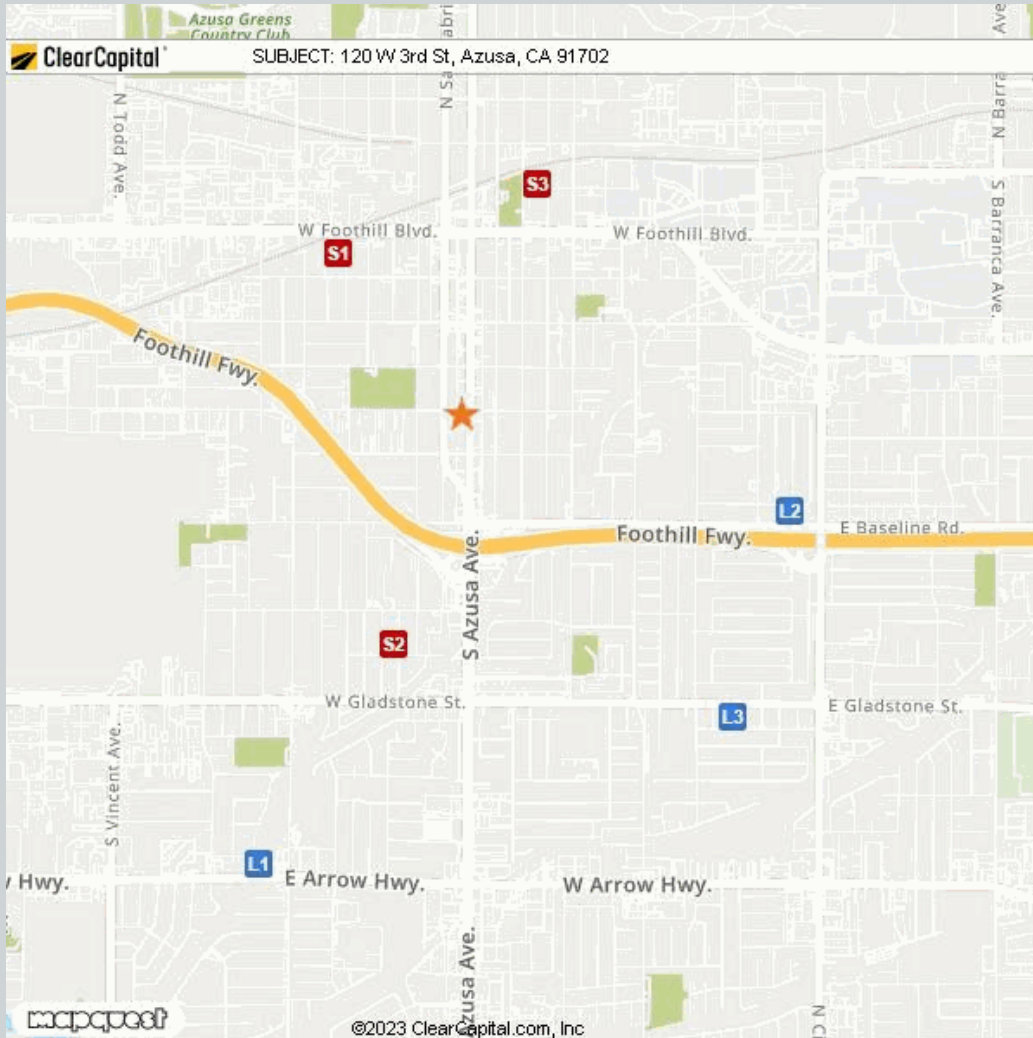 Azusa Greens
Country Club
ClearCapital
SUBJECT: 120 W 3rd St, Azusa, CA 91702
N Todd Ave.
S3
W Foothill Blvd.
W Foothill Blvd.
S1
S Barranca Ave.
Foothill Fwy.
L2
E Baseline Rd.
Foothill Fwy.
S Azusa Ave.
S2
W Gladstone St.
E Gladstone St.
L3
S Vincent Ave.
L1
Hwy.
E Arrow Hwy.
W Arrow Hwy.
Azusa Ave.
mapquest
©2023 ClearCapital.com, Inc